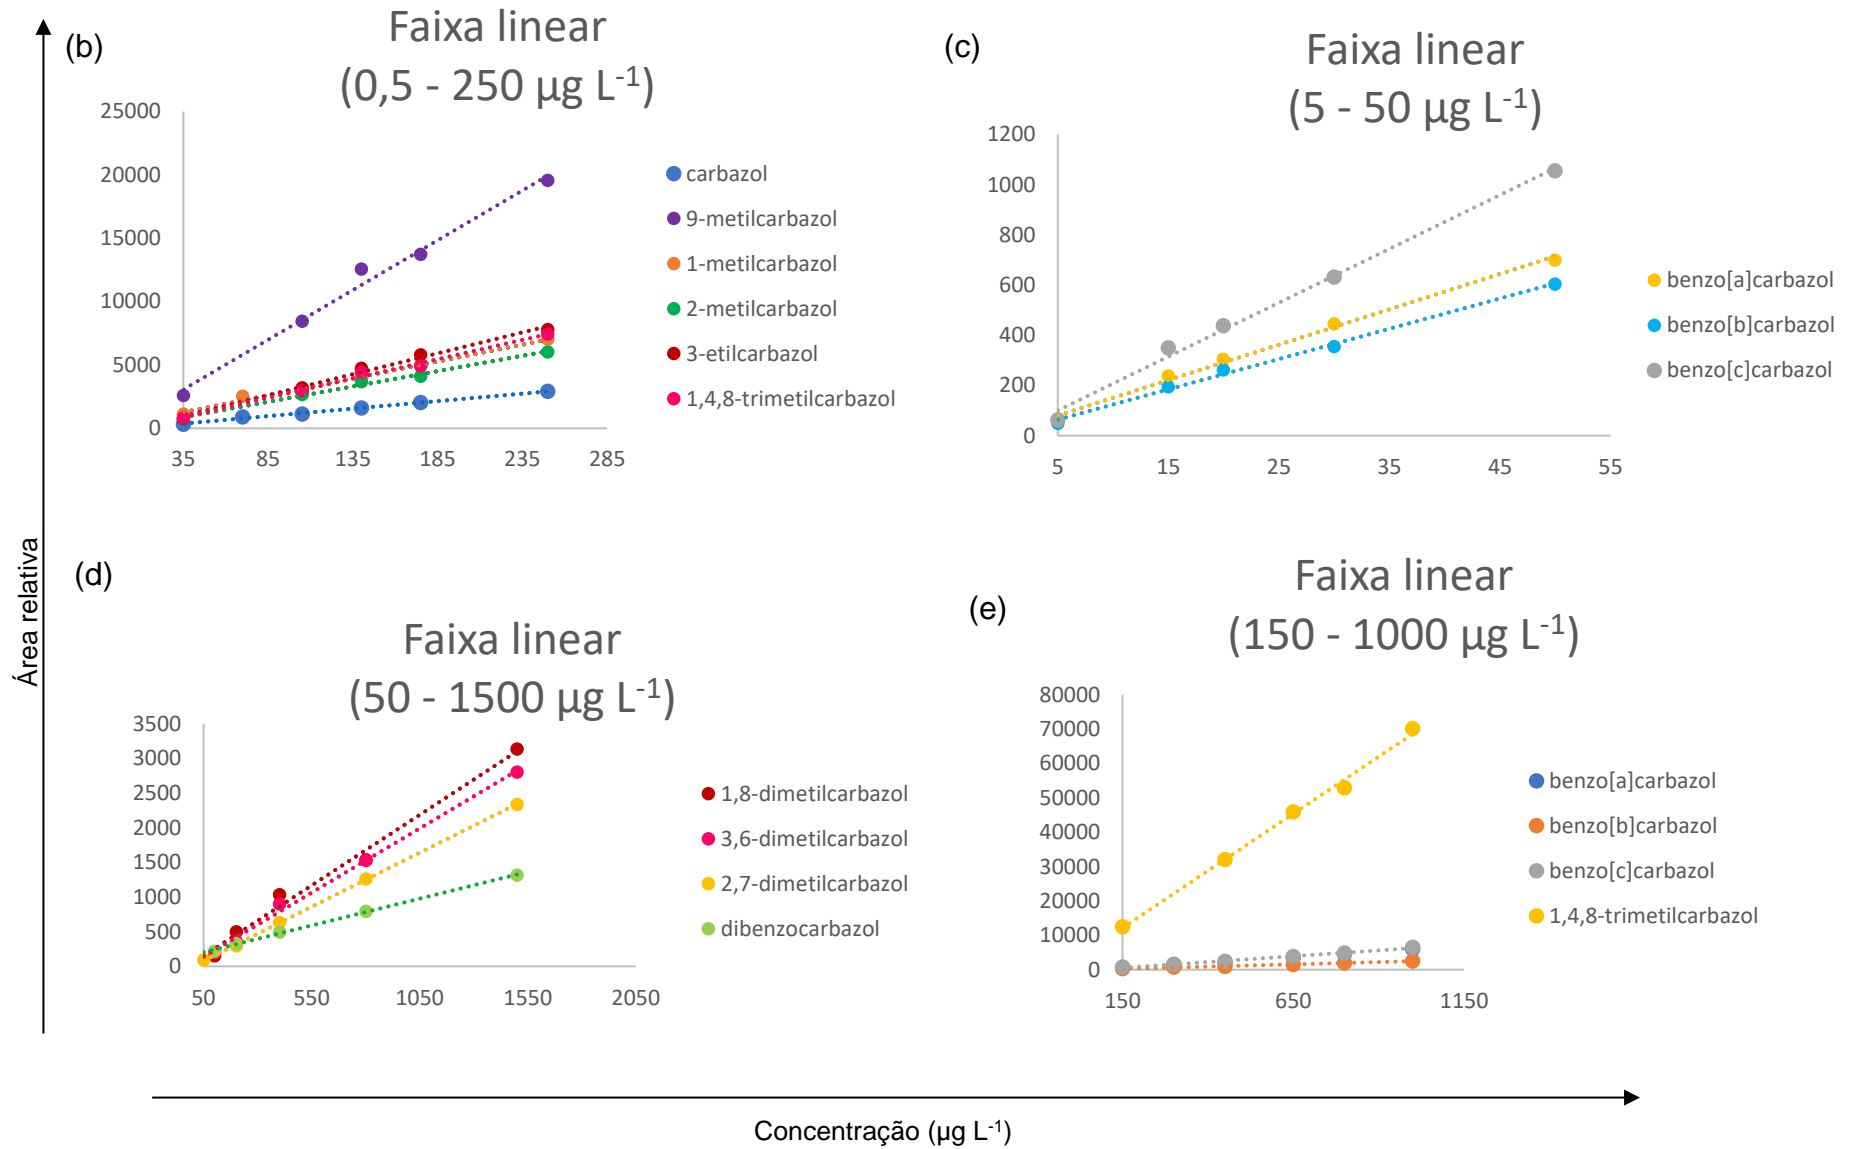 (b)
Faixa linear
(0,5 - 250 µg L-1)
25000
20000
15000
10000
5000
0
35 85 135 185 235 285
carbazol
9-metilcarbazol
1-metilcarbazol
2-metilcarbazol
3-etilcarbazol
1,4,8-trimetilcarbazol
(c)
Faixa linear
(5 - 50 µg L-1)
1200
1000
800
600
400
200
0
5 15 25 35 45 55
benzo[a]carbazol
benzo[b]carbazol
benzo[c]carbazol
Área relativa
(d)
Faixa linear
(50 - 1500 µg L-1)
3500
3000
2500
2000
1500
1000
500
0
50 550 1050 1550 2050
1,8-dimetilcarbazol
3,6-dimetilcarbazol
2,7-dimetilcarbazol
dibenzocarbazol
(e)
Faixa linear
(150 - 1000 µg L-1)
80000
70000
60000
50000
40000
30000
20000
10000
0
150 650 1150
benzo[a]carbazol
benzo[b]carbazol
benzo[c]carbazol
1,4,8-trimetilcarbazol
Concentração (µg L-1)